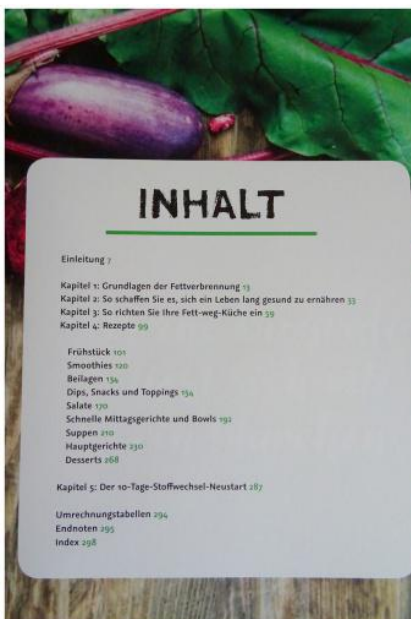 INHALT
Einleitung 7
Kapitel 1: Grundlagen der Fettverbrennung 13
Kapitel 2: So schaffen Sie es, sich ein Leben lang gesund zu ernähren 33
Kapitel 3: So richten Sie Ihre Fett-weg-Küche ein 59
Kapitel 4: Rezepte 99
Frühstück 101
Smoothies 120
Beilagen 134
Dips, Snacks und Toppings 154
Salate 170
Schnelle Mittagsgerichte und Bowls 192
Suppen 210
Hauptgerichte 230
Desserts 268
Kapitel 5: Der 10-Tage-Stoffwechsel-Neustart 287
Umrechnungstabellen 294
Endnoten 295
Index 298